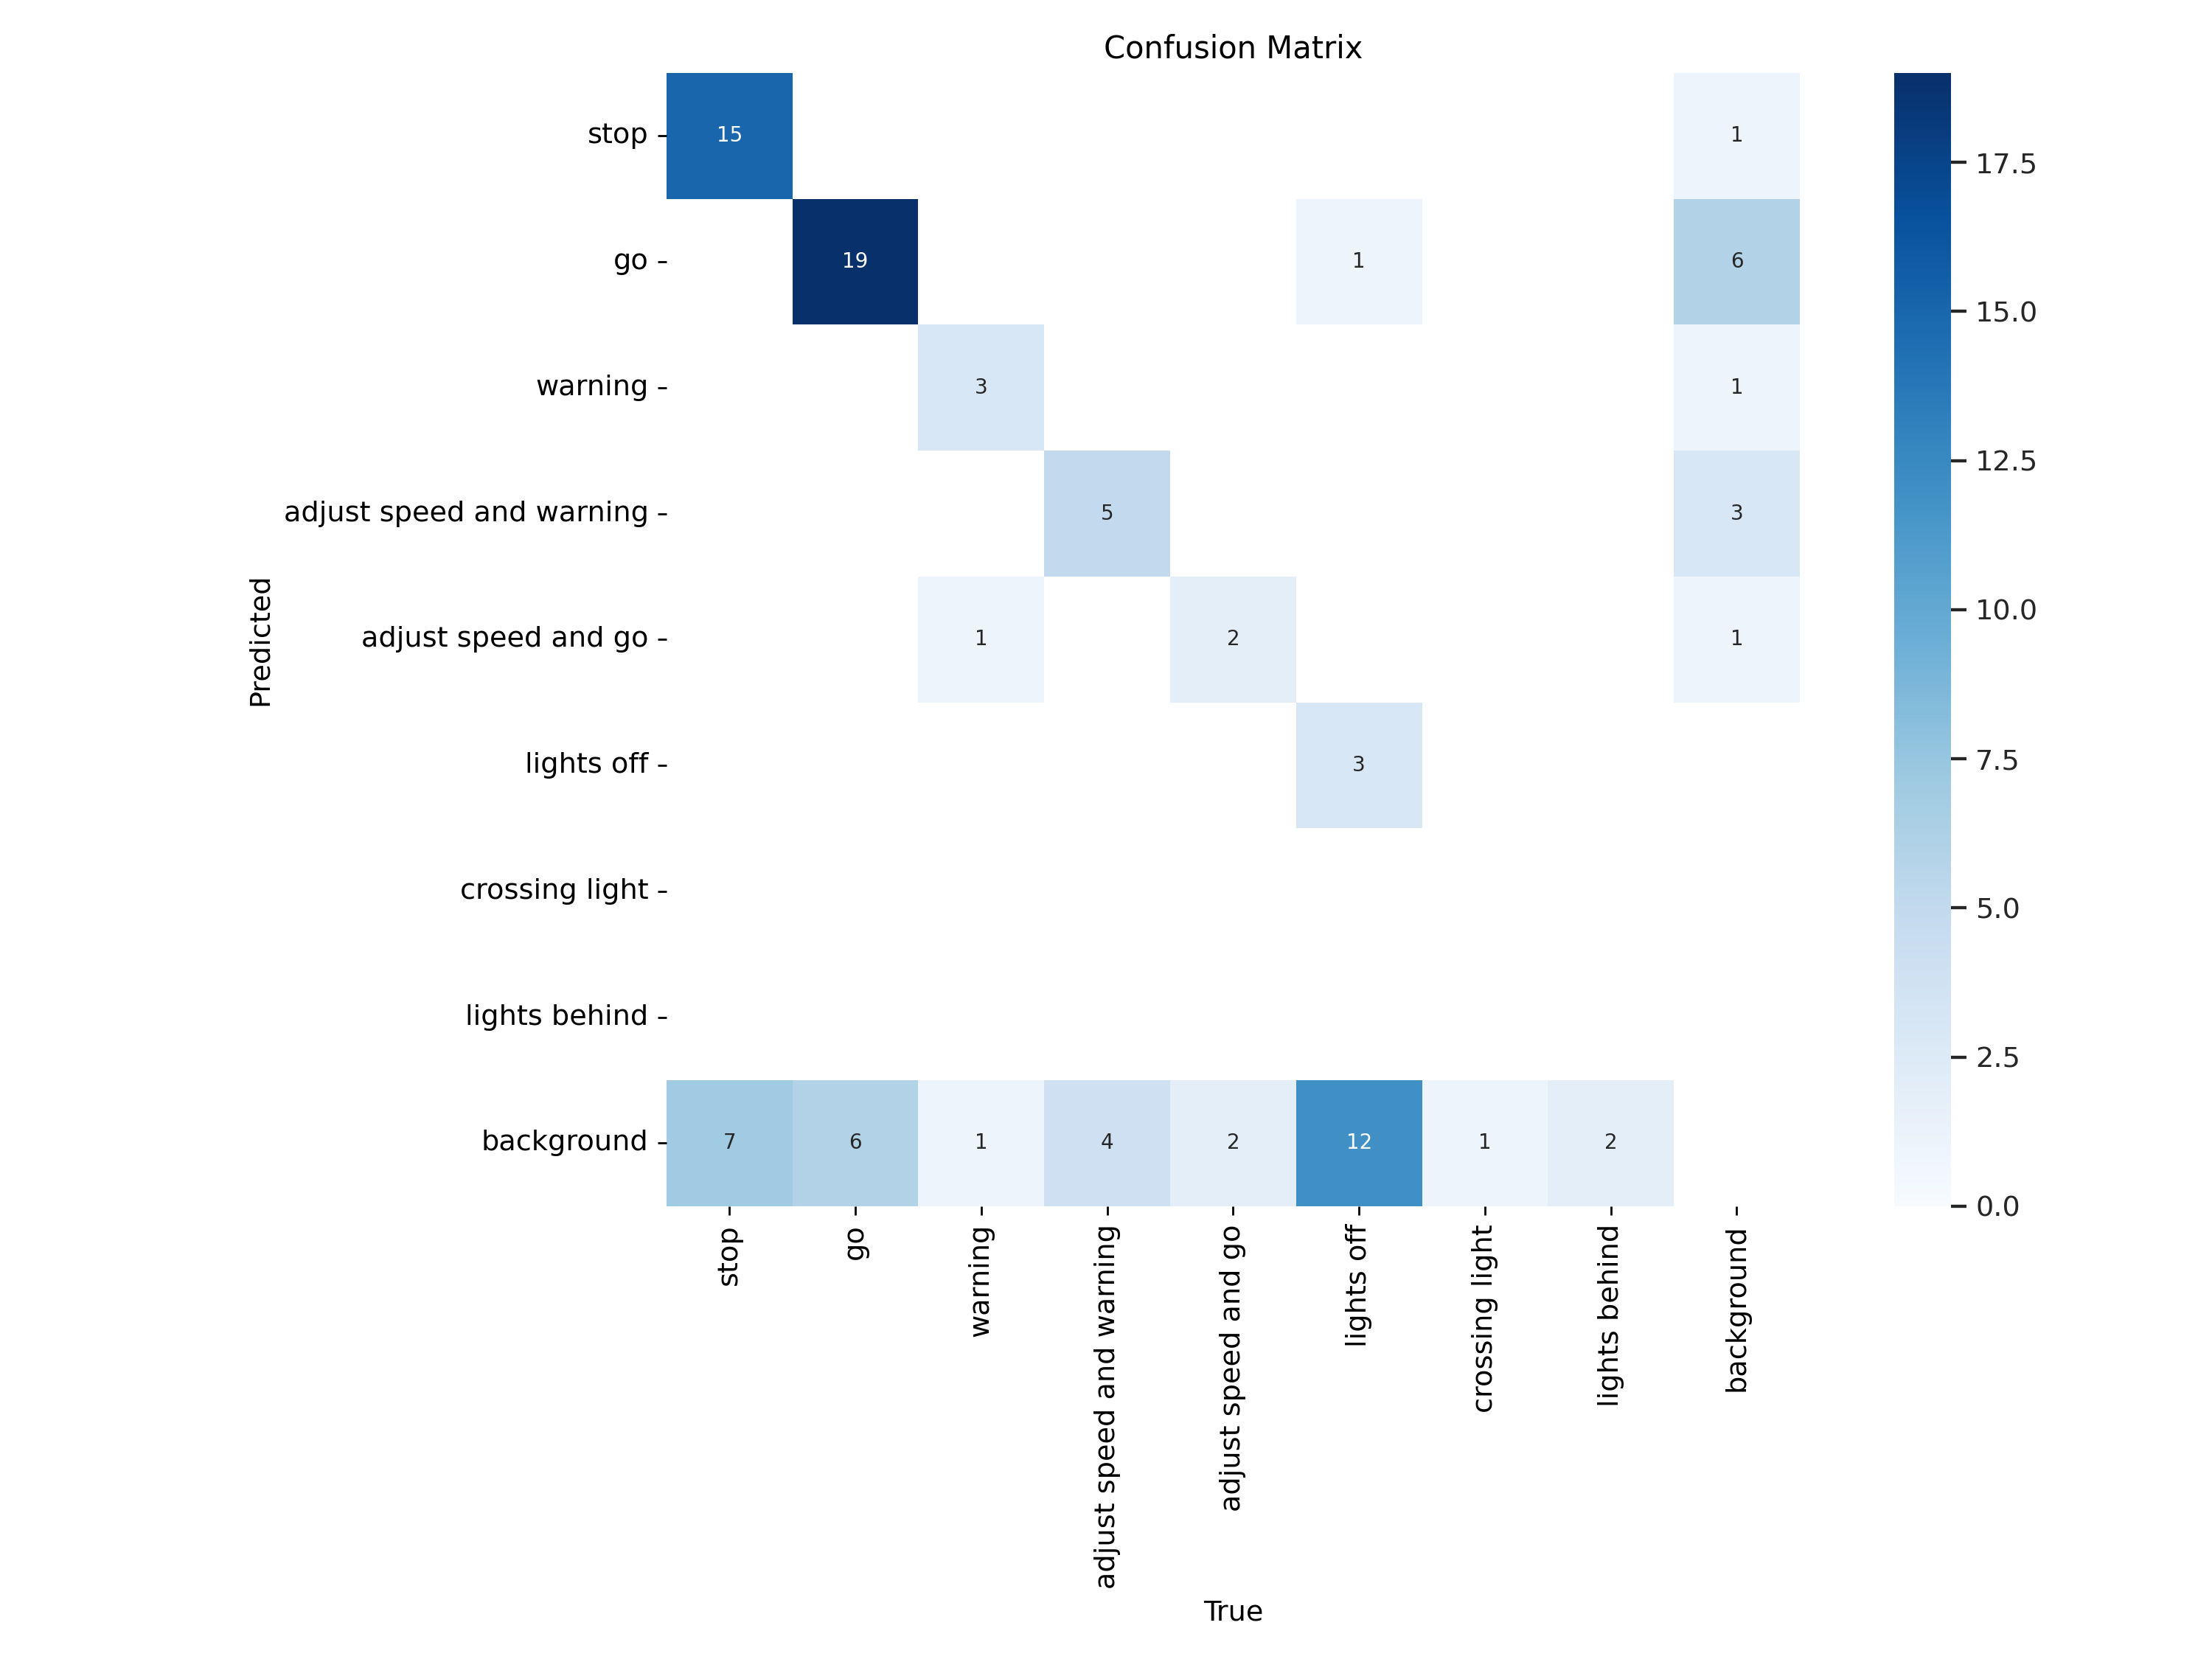 Confusion Matrix
stop 15 1
go 19 1 6
warning 3 1
adjust speed and warning 5 3
adjust speed and go 1 2 1
lights off 3
crossing light
lights behind
background 7 6 1 4 2 12 1 2
Predicted
stop
go
warning
adjust speed and warning
adjust speed and go
lights off
crossing light
lights behind
background
True
17.5
15.0
12.5
10.0
7.5
5.0
2.5
0.0